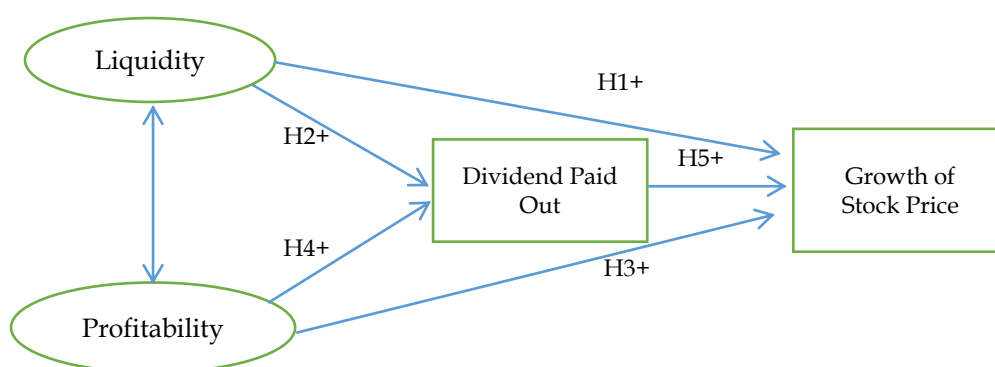 Liquidity
H1+
H2+
H5+
Dividend Paid
Out
Growth of
Stock Price
H4+
H3+
Profitability